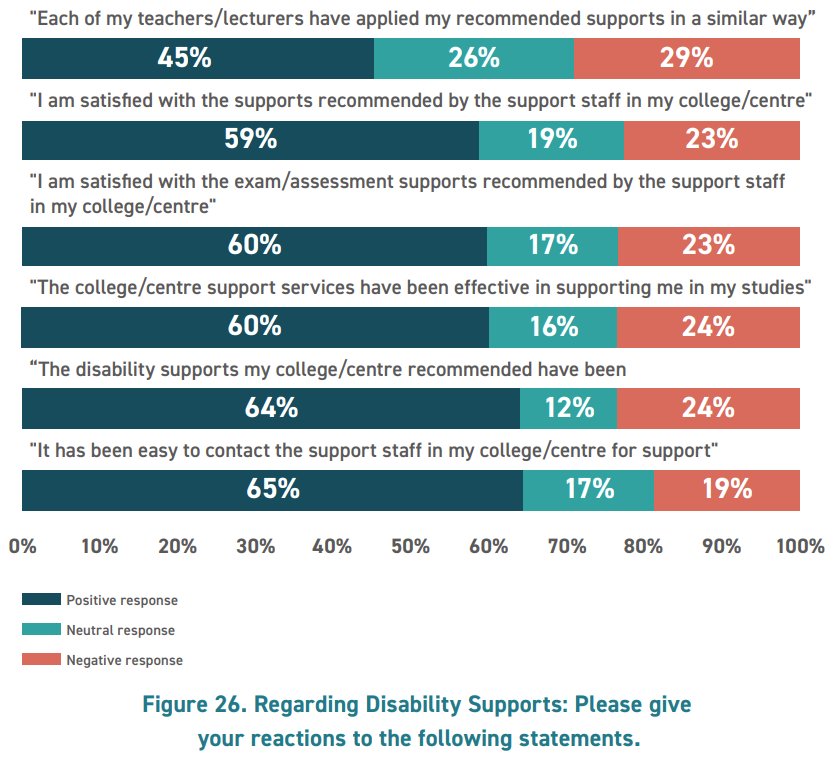 "Each of my teachers/lecturers have applied my recommended supports in a similar way”
45% 26% 29%
"I am satisfied with the supports recommended by the support staff in my college/centre"
59% 19% 23%
"I am satisfied with the exam/assessment supports recommended by the support staff
in my college/centre"
60% 17% 23%
"The college/centre support services have been effective in supporting me in my studies"
60% 16% 24%
“The disability supports my college/centre recommended have been
64% 12% 24%
"It has been easy to contact the support staff in my college/centre for support"
65% 17% 19%
0% 10% 20% 30% 40% 50% 60% 70% 80% 90% 100%
Positive response
Neutral response
Negative response
Figure 26. Regarding Disability Supports: Please give
your reactions to the following statements.